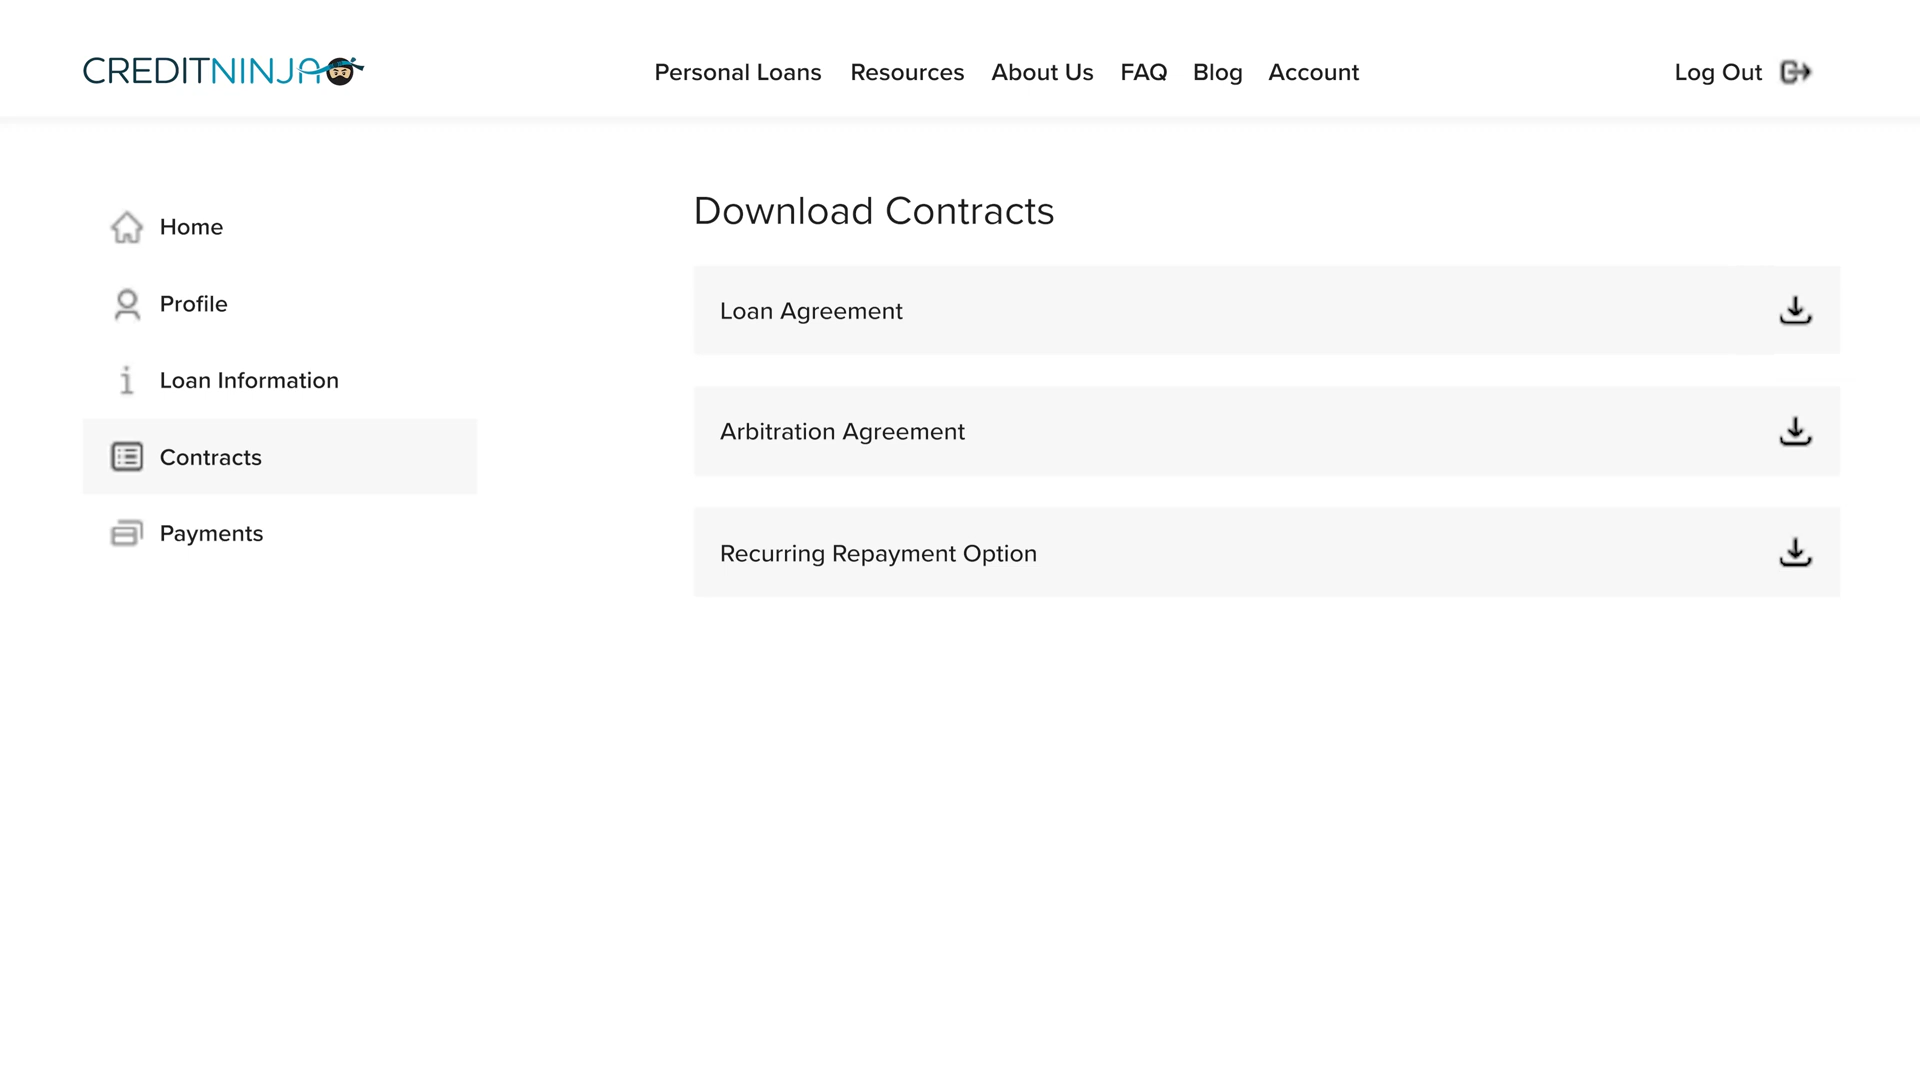 CREDITNINJA
Personal Loans
Resources
About Us
FAQ
Blog
Account
Log Out
Home
Profile
Loan Information
Contracts
Payments
Download Contracts
Loan Agreement
Arbitration Agreement
Recurring Repayment Option